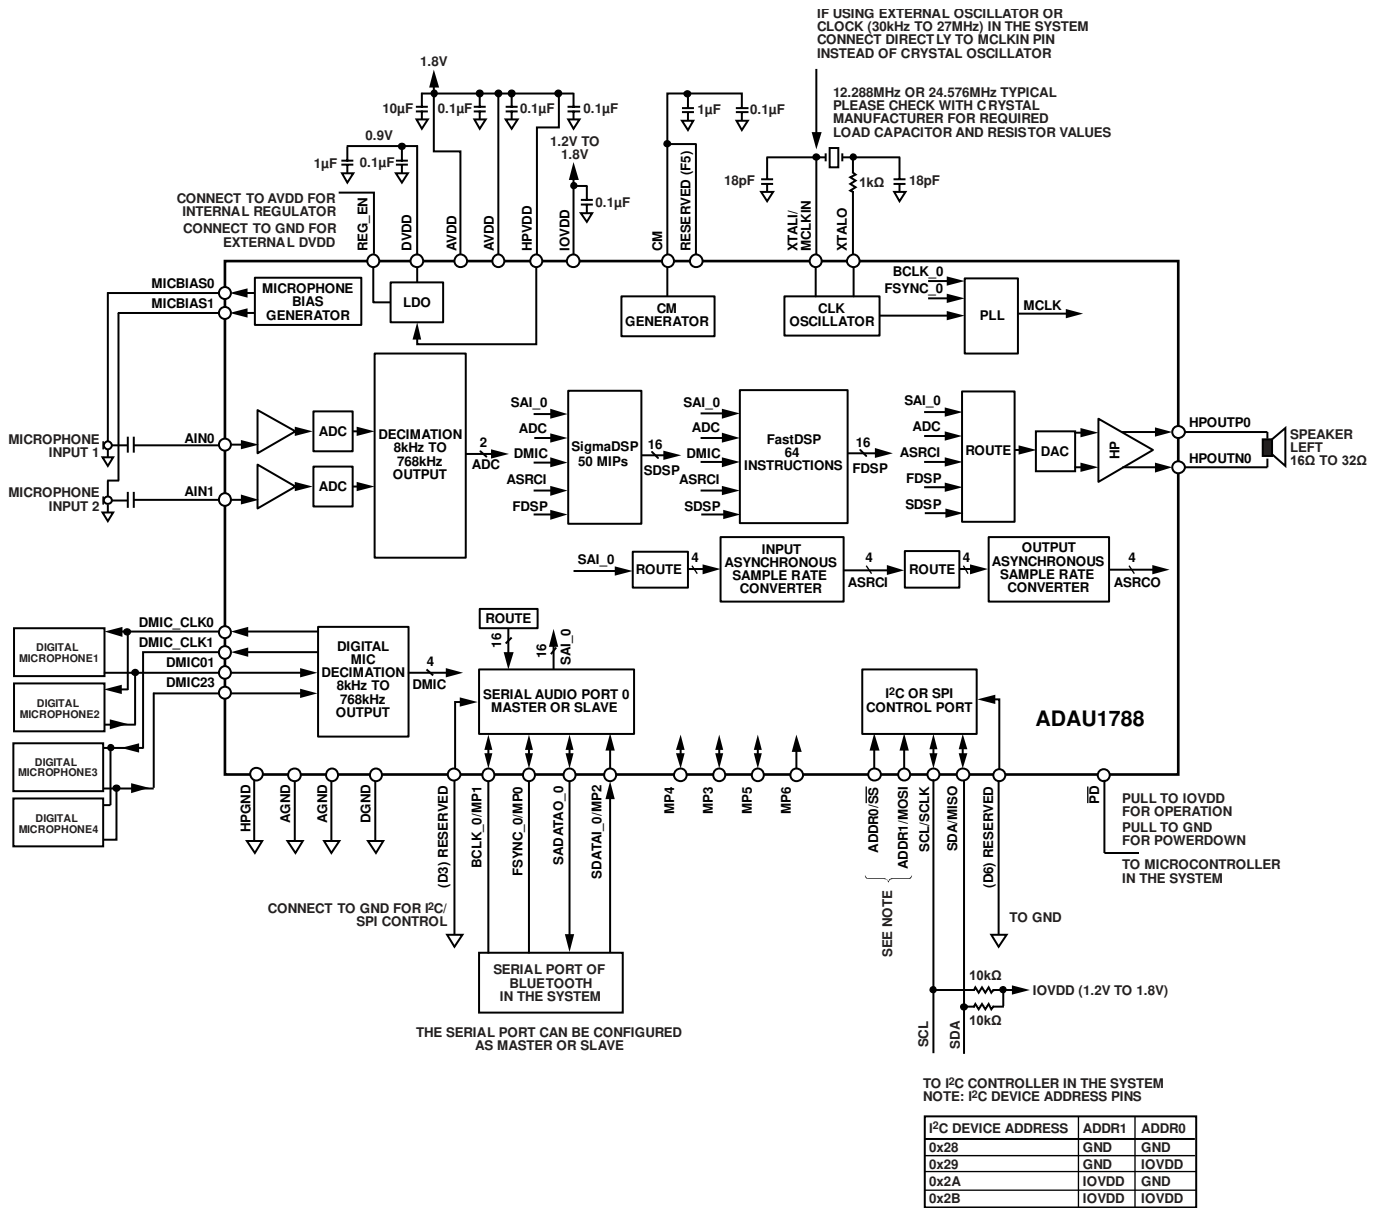 IF USING EXTERNAL OSCILLATOR OR
CLOCK (30kHz TO 27MHz) IN THE SYSTEM
CONNECT DIRECTLY TO MCLKIN PIN
INSTEAD OF CRYSTAL OSCILLATOR
12.288MHz OR 24.576MHz TYPICAL
PLEASE CHECK WITH CRYSTAL
MANUFACTURER FOR REQUIRED
LOAD CAPACITOR AND RESISTOR VALUES
1.8V
10µF
0.1µF
0.1µF
0.1µF
1µF
0.1µF
0.9V
1µF
0.1µF
1.2V TO
1.8V
0.1µF
18pF
1kΩ
18pF
CONNECT TO AVDD FOR
INTERNAL REGULATOR
CONNECT TO GND FOR
EXTERNAL DVDD
REG_EN
DVDD
AVDD
AVDD
HPVDD
IOVDD
CM
RESERVED (F5)
XTALI/
MCLKIN
XTALO
MICBIAS0
MICBIAS1
MICROPHONE
BIAS
GENERATOR
LDO
CM
GENERATOR
CLK
OSCILLATOR
BCLK_0
FSYNC_0
PLL
MCLK
MICROPHONE
INPUT 1
AIN0
ADC
MICROPHONE
INPUT 2
AIN1
ADC
DECIMATION
8kHz TO
768kHz
OUTPUT
2
ADC
SAI_0
ADC
DMIC
ASRCI
FDSP
SigmaDSP
50 MIPs
16
SDSP
SAI_0
ADC
DMIC
ASRCI
SDSP
FastDSP
64
INSTRUCTIONS
16
FDSP
SAI_0
ADC
ASRCI
FDSP
SDSP
ROUTE
DAC
HP
HPOUTP0
HPOUTN0
SPEAKER
LEFT
16Ω TO 32Ω
SAI_0
ROUTE
4
INPUT
ASYNCHRONOUS
SAMPLE RATE
CONVERTER
4
ASRCI
ROUTE
4
OUTPUT
ASYNCHRONOUS
SAMPLE RATE
CONVERTER
4
ASRCO
DIGITAL
MICROPHONE1
DIGITAL
MICROPHONE2
DIGITAL
MICROPHONE3
DIGITAL
MICROPHONE4
DMIC_CLK0
DMIC_CLK1
DMIC01
DMIC23
DIGITAL
MIC
DECIMATION
8kHz TO
768kHz
OUTPUT
4
DMIC
ROUTE
16
16
SAI_0
SERIAL AUDIO PORT 0
MASTER OR SLAVE
I²C OR SPI
CONTROL PORT
ADAU1788
HPGND
AGND
AGND
DGND
(D3) RESERVED
BCLK_0/MP1
FSYNC_0/MP0
SADATAO_0
SDATAI_0/MP2
MP4
MP3
MP5
MP6
ADDR0/SS
ADDR1/MOSI
SCL/SCLK
SDA/MISO
(D6) RESERVED
PD
PULL TO IOVDD
FOR OPERATION
PULL TO GND
FOR POWERDOWN
TO MICROCONTROLLER
IN THE SYSTEM
CONNECT TO GND FOR I²C/
SPI CONTROL
SEE NOTE
TO GND
SERIAL PORT OF
BLUETOOTH
IN THE SYSTEM
THE SERIAL PORT CAN BE CONFIGURED
AS MASTER OR SLAVE
10kΩ
IOVDD (1.2V TO 1.8V)
10kΩ
SCL
SDA
TO I²C CONTROLLER IN THE SYSTEM
NOTE: I²C DEVICE ADDRESS PINS
I²C DEVICE ADDRESS ADDR1 ADDR0
0x28 GND GND
0x29 GND IOVDD
0x2A IOVDD GND
0x2B IOVDD IOVDD